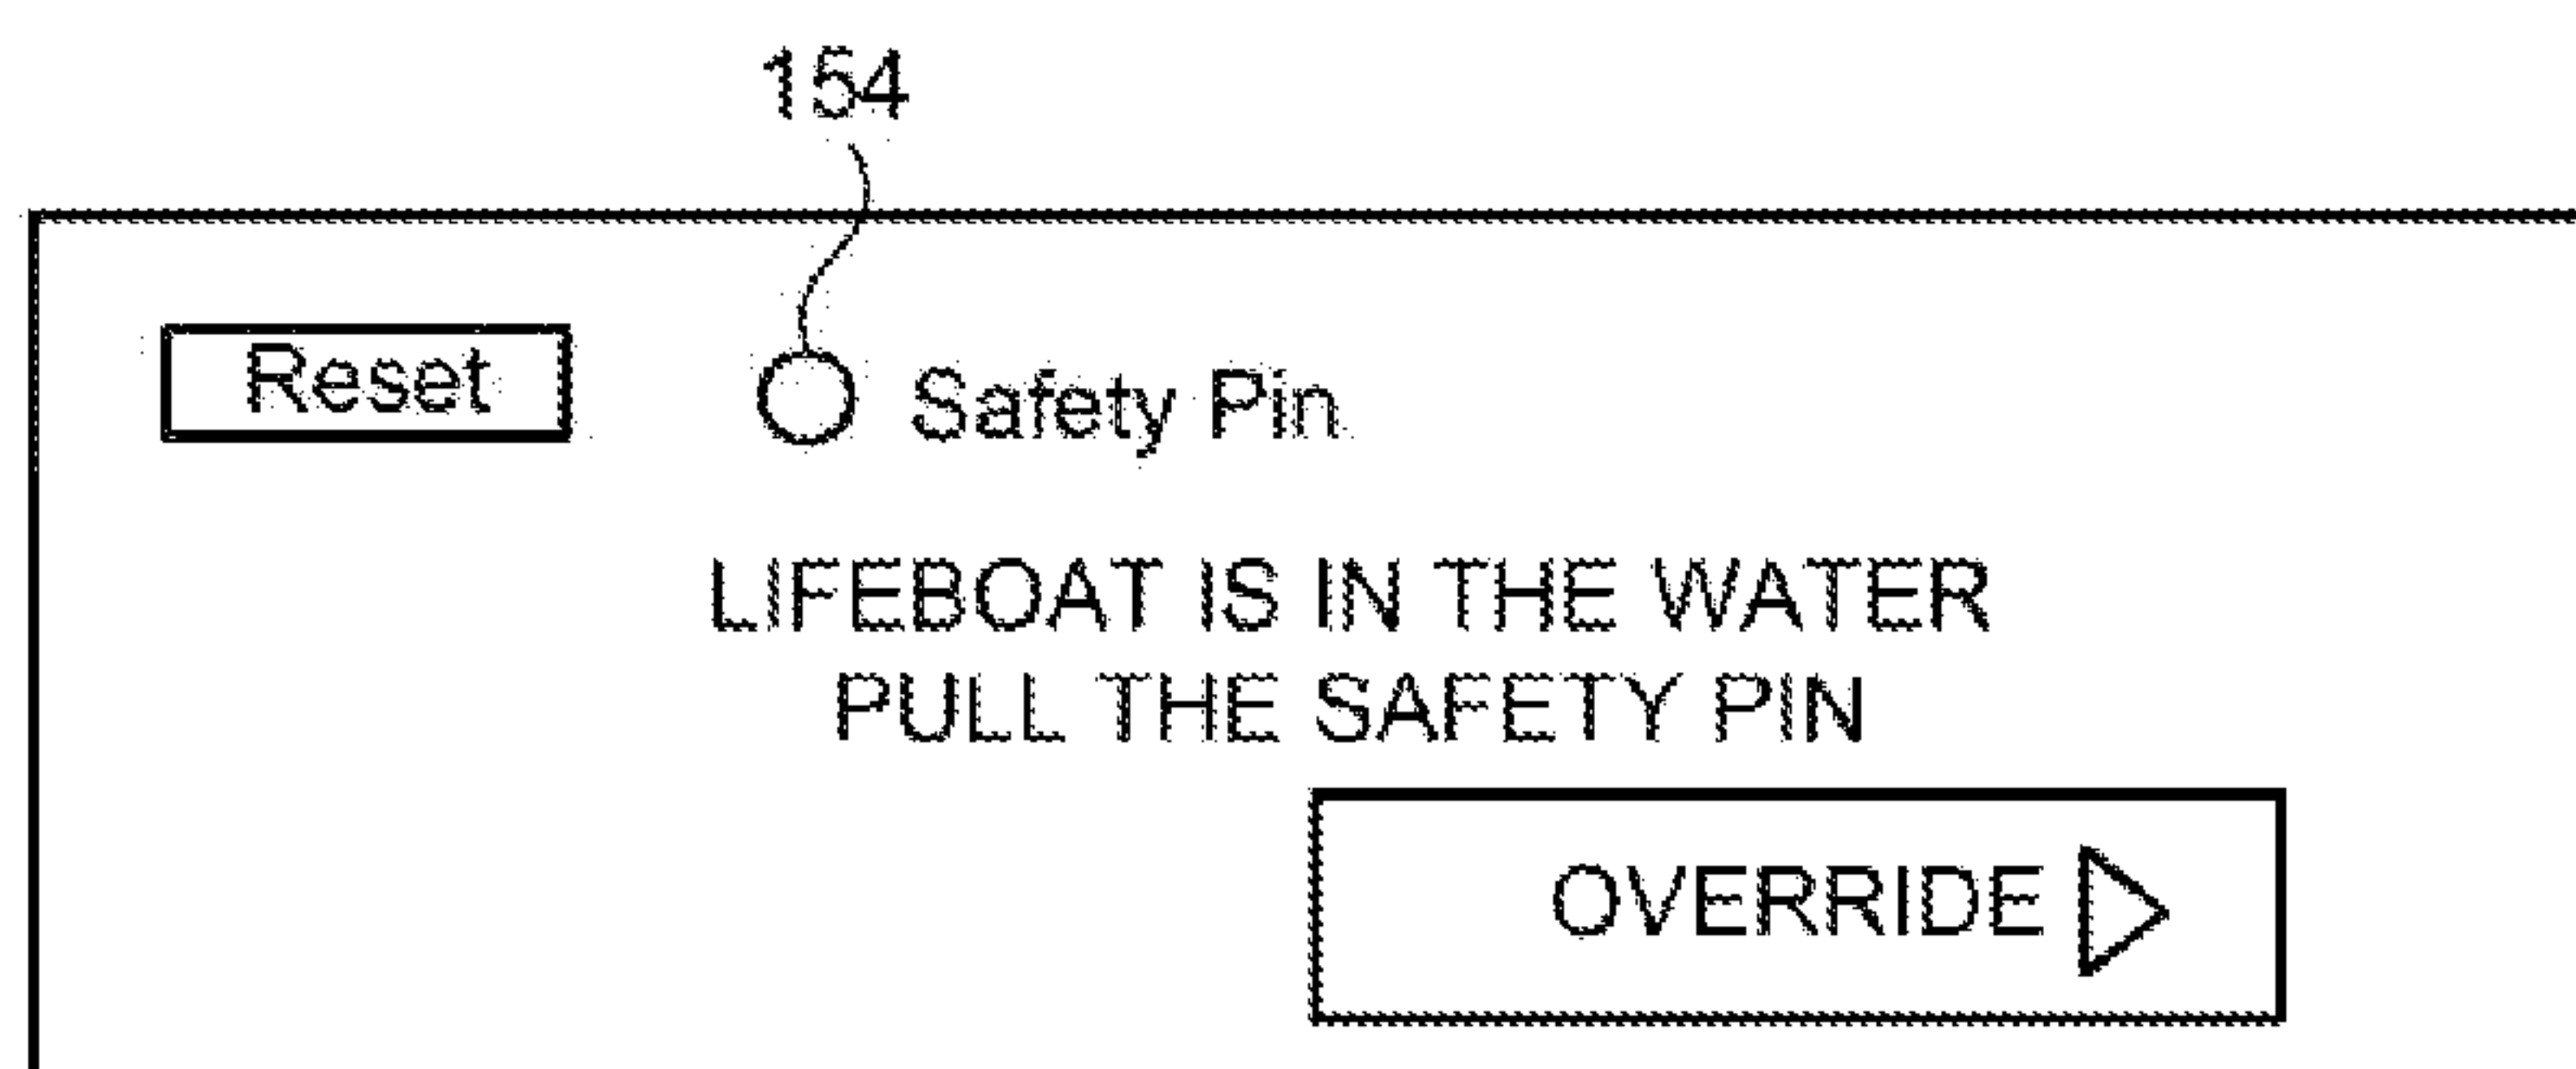 154
Reset
Safety Pin
LIFEBOAT IS IN THE WATER
PULL THE SAFETY PIN
OVERRIDE